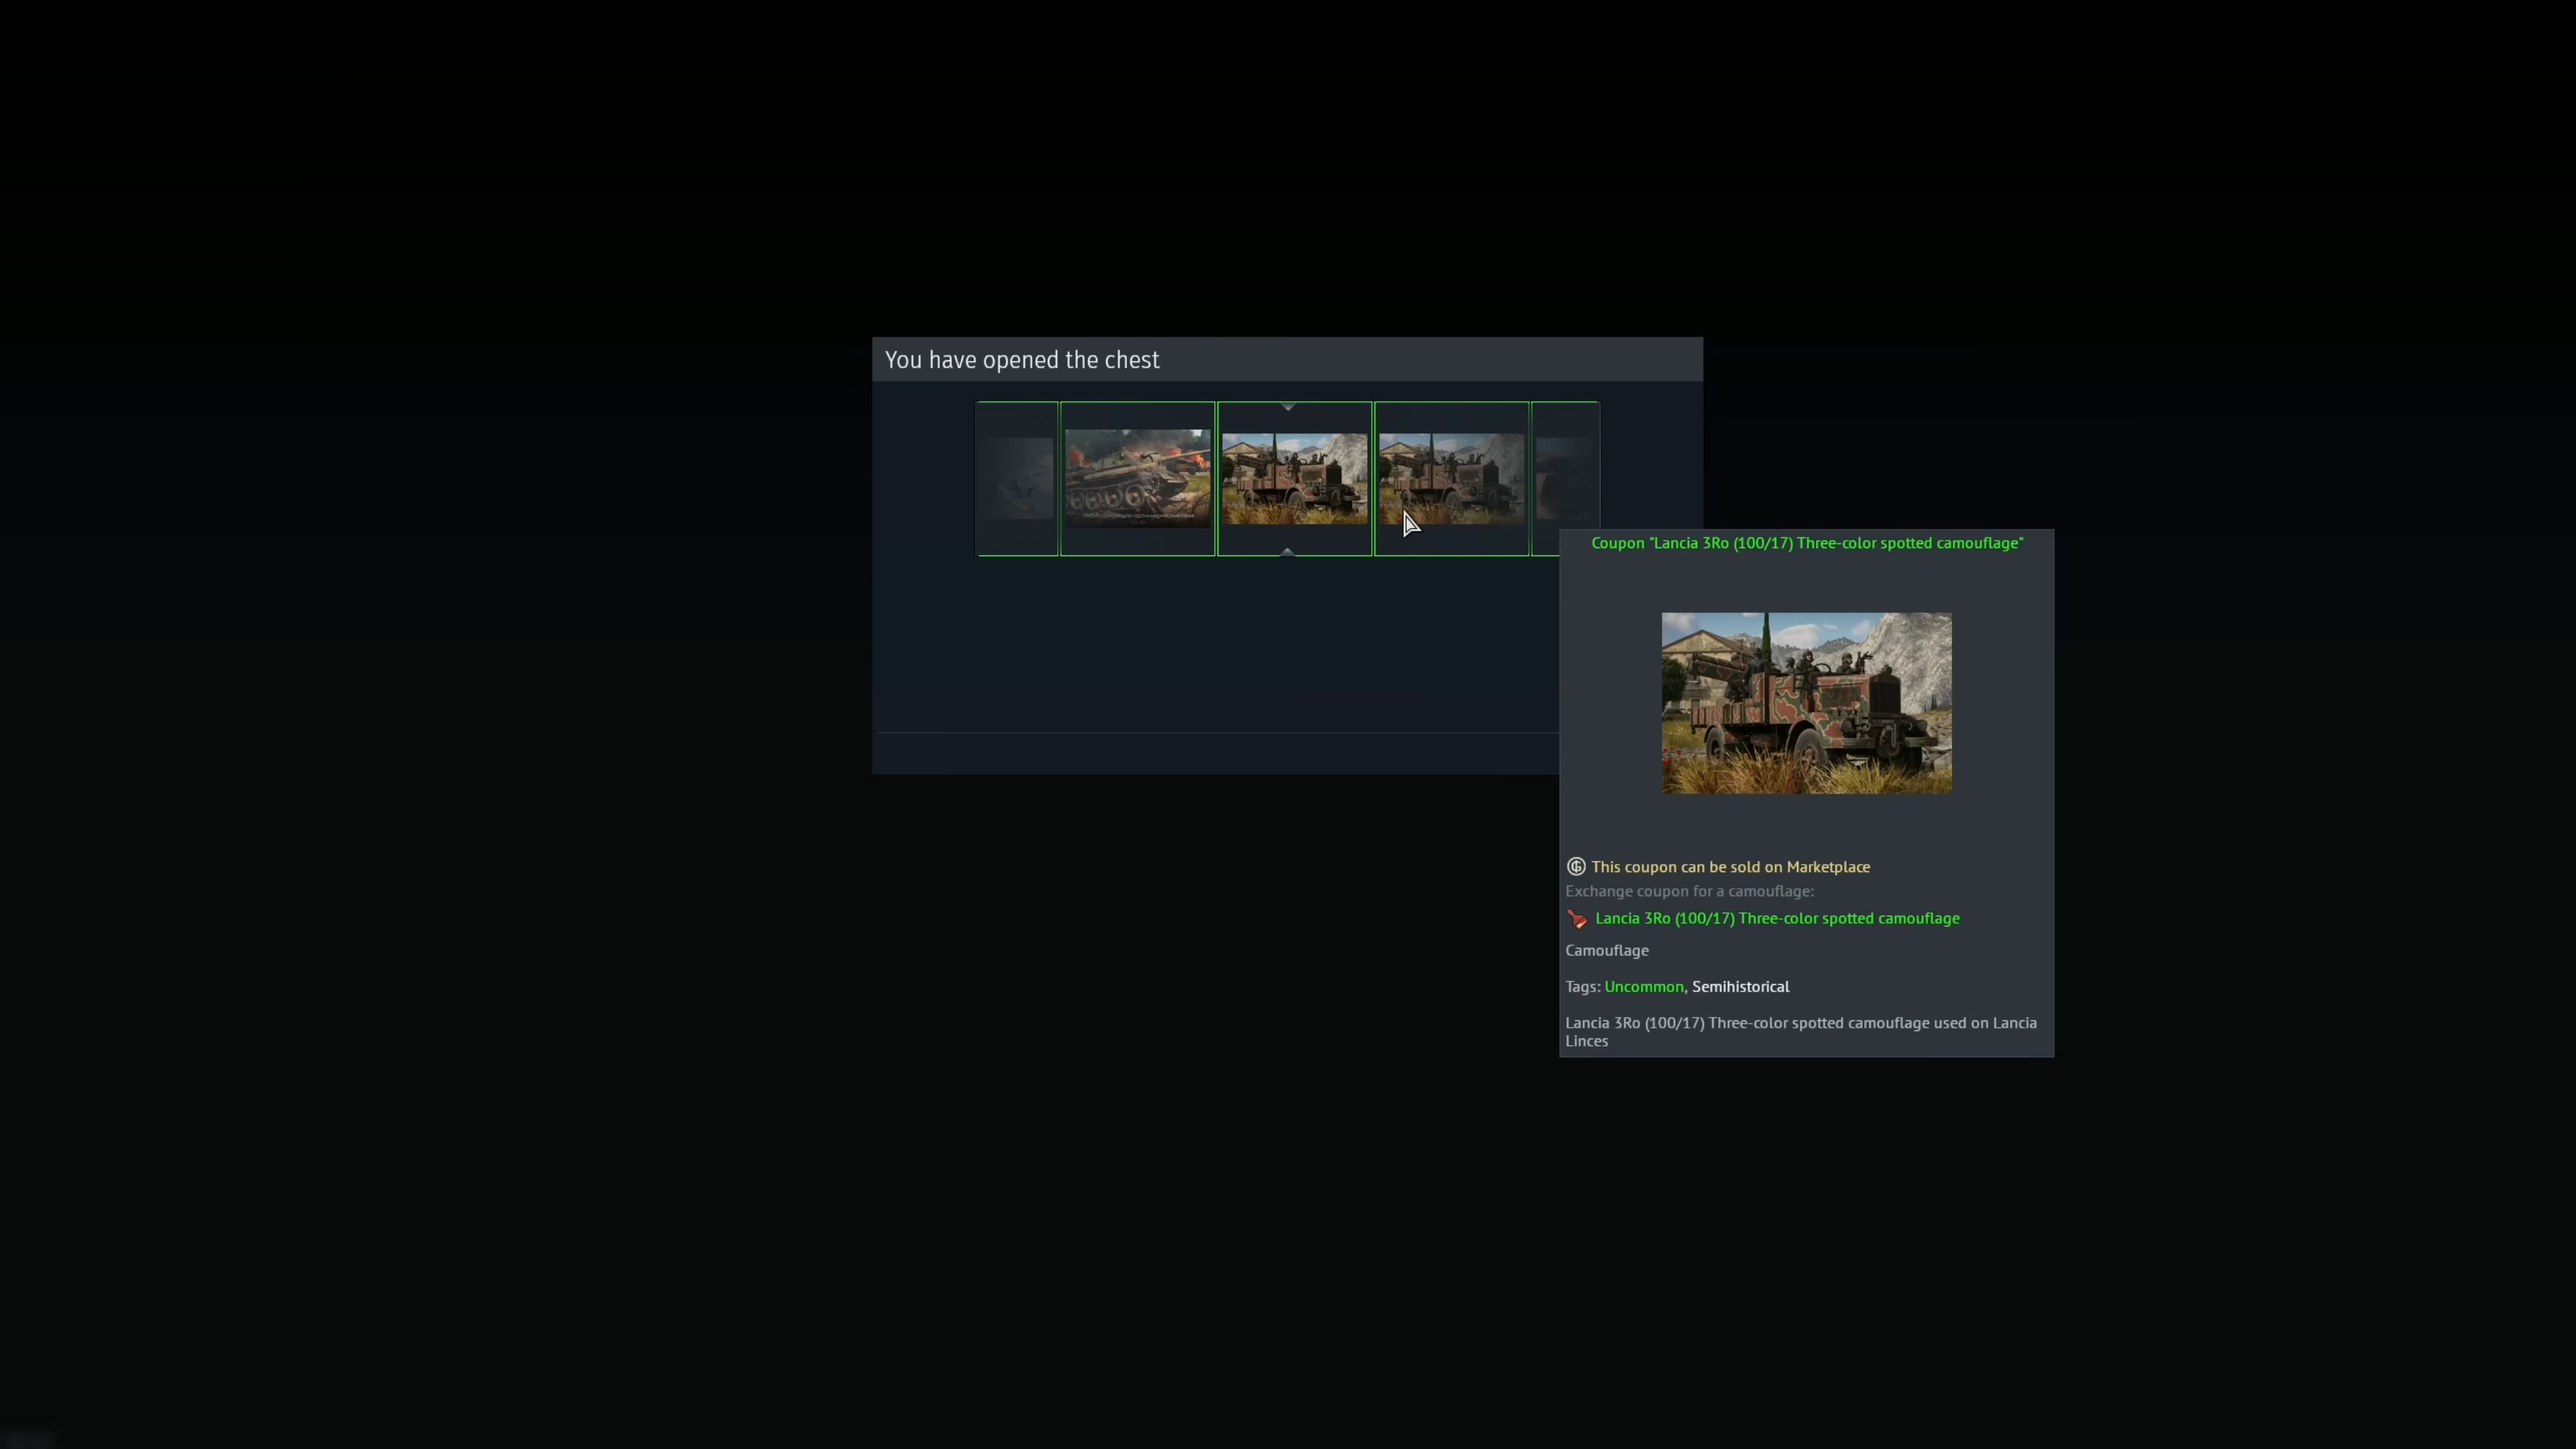 You have opened the chest
Coupon "Lancia 3Ro (100/17) Three-color spotted camouflage"
This coupon can be sold on Marketplace
Exchange coupon for a camouflage:
Lancia 3Ro (100/17) Three-color spotted camouflage
Camouflage
Tags: Uncommon, Semihistorical
Lancia 3Ro (100/17) Three-color spotted camouflage used on Lancia
Linces